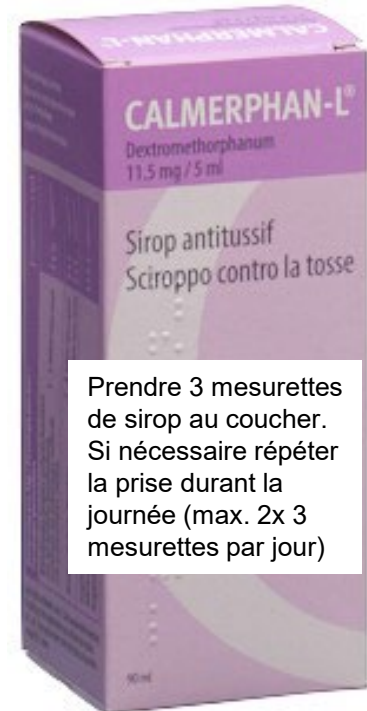 CALMERPHAN-L
CALMERPHAN-L®
Dextromethorphanum
11.5 mg / 5 ml
Sirop antitussif
Sciroppo contro la tosse
Prendre 3 mesurettes
de sirop au coucher.
Si nécessaire répéter
la prise durant la
journée (max. 2x 3
mesurettes par jour)
90 ml